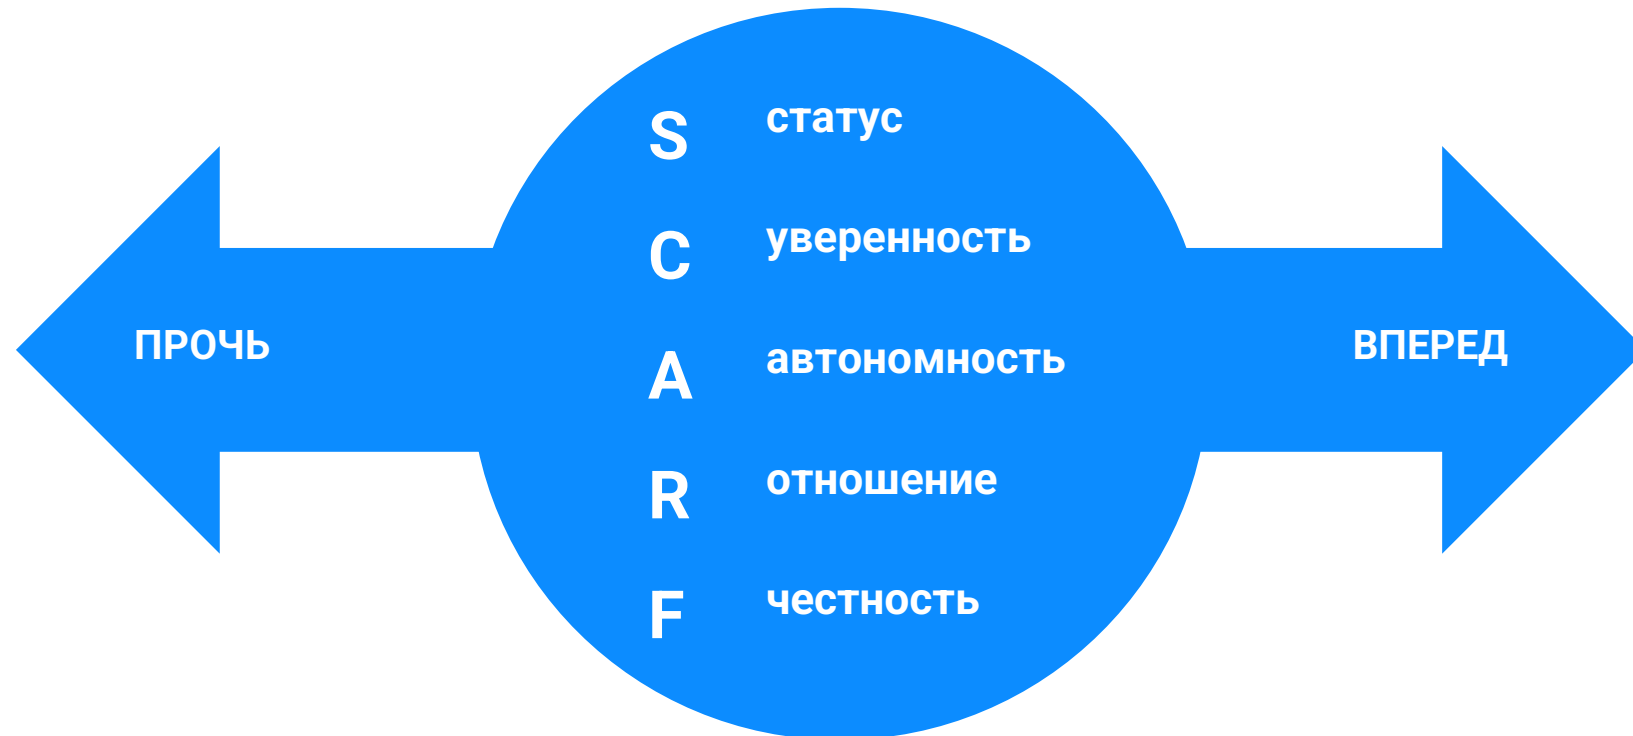 S статус
C уверенность
ПРОЧЬ
ВПЕРЕД
A автономность
R отношение
F честность